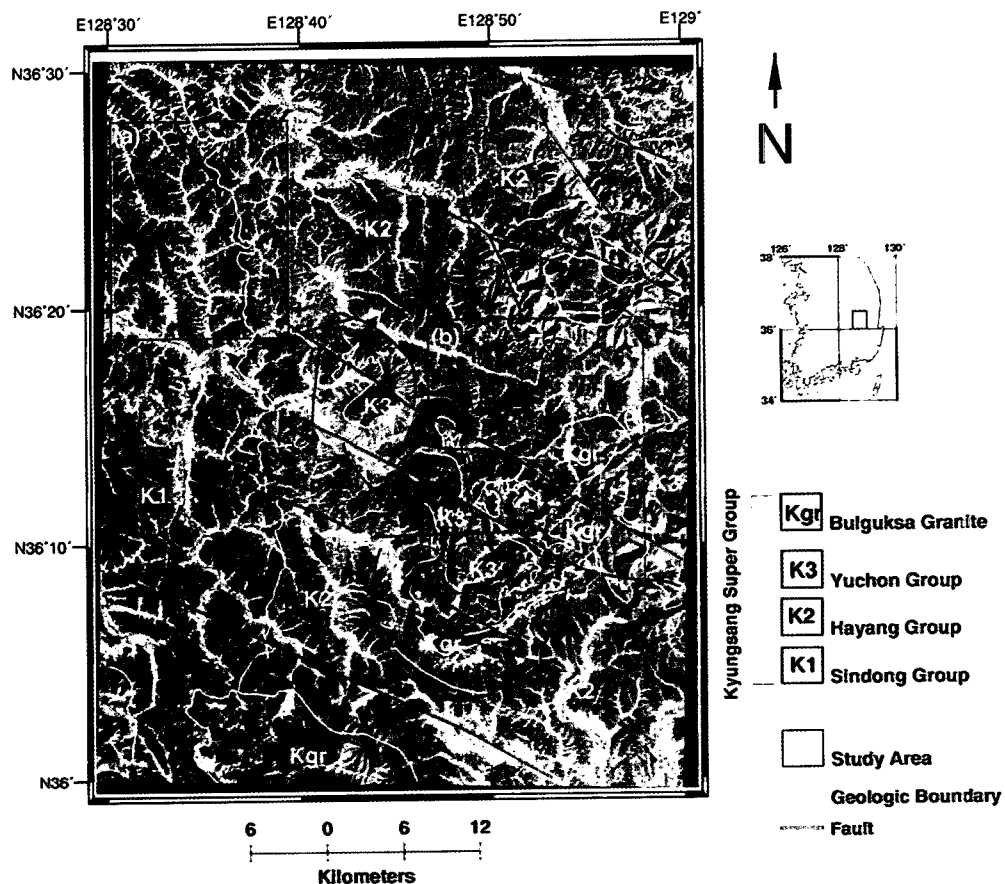 E128°30´ E128°40´ E128°50´ E129°
N36°30´
N
(a)
K2
K2
126° 128° 130°
38°
36°
34°
N36°20´
(b)
K3
Kgr
K1
K3
Kgr
N36°10´
K3
K2
Kgr
Kgr
N36°
Kyungsang Super Group
Kgr Bulguksa Granite
K3 Yuchon Group
K2 Hayang Group
K1 Sindong Group
Study Area
Geologic Boundary
Fault
6 0 6 12
Kilometers